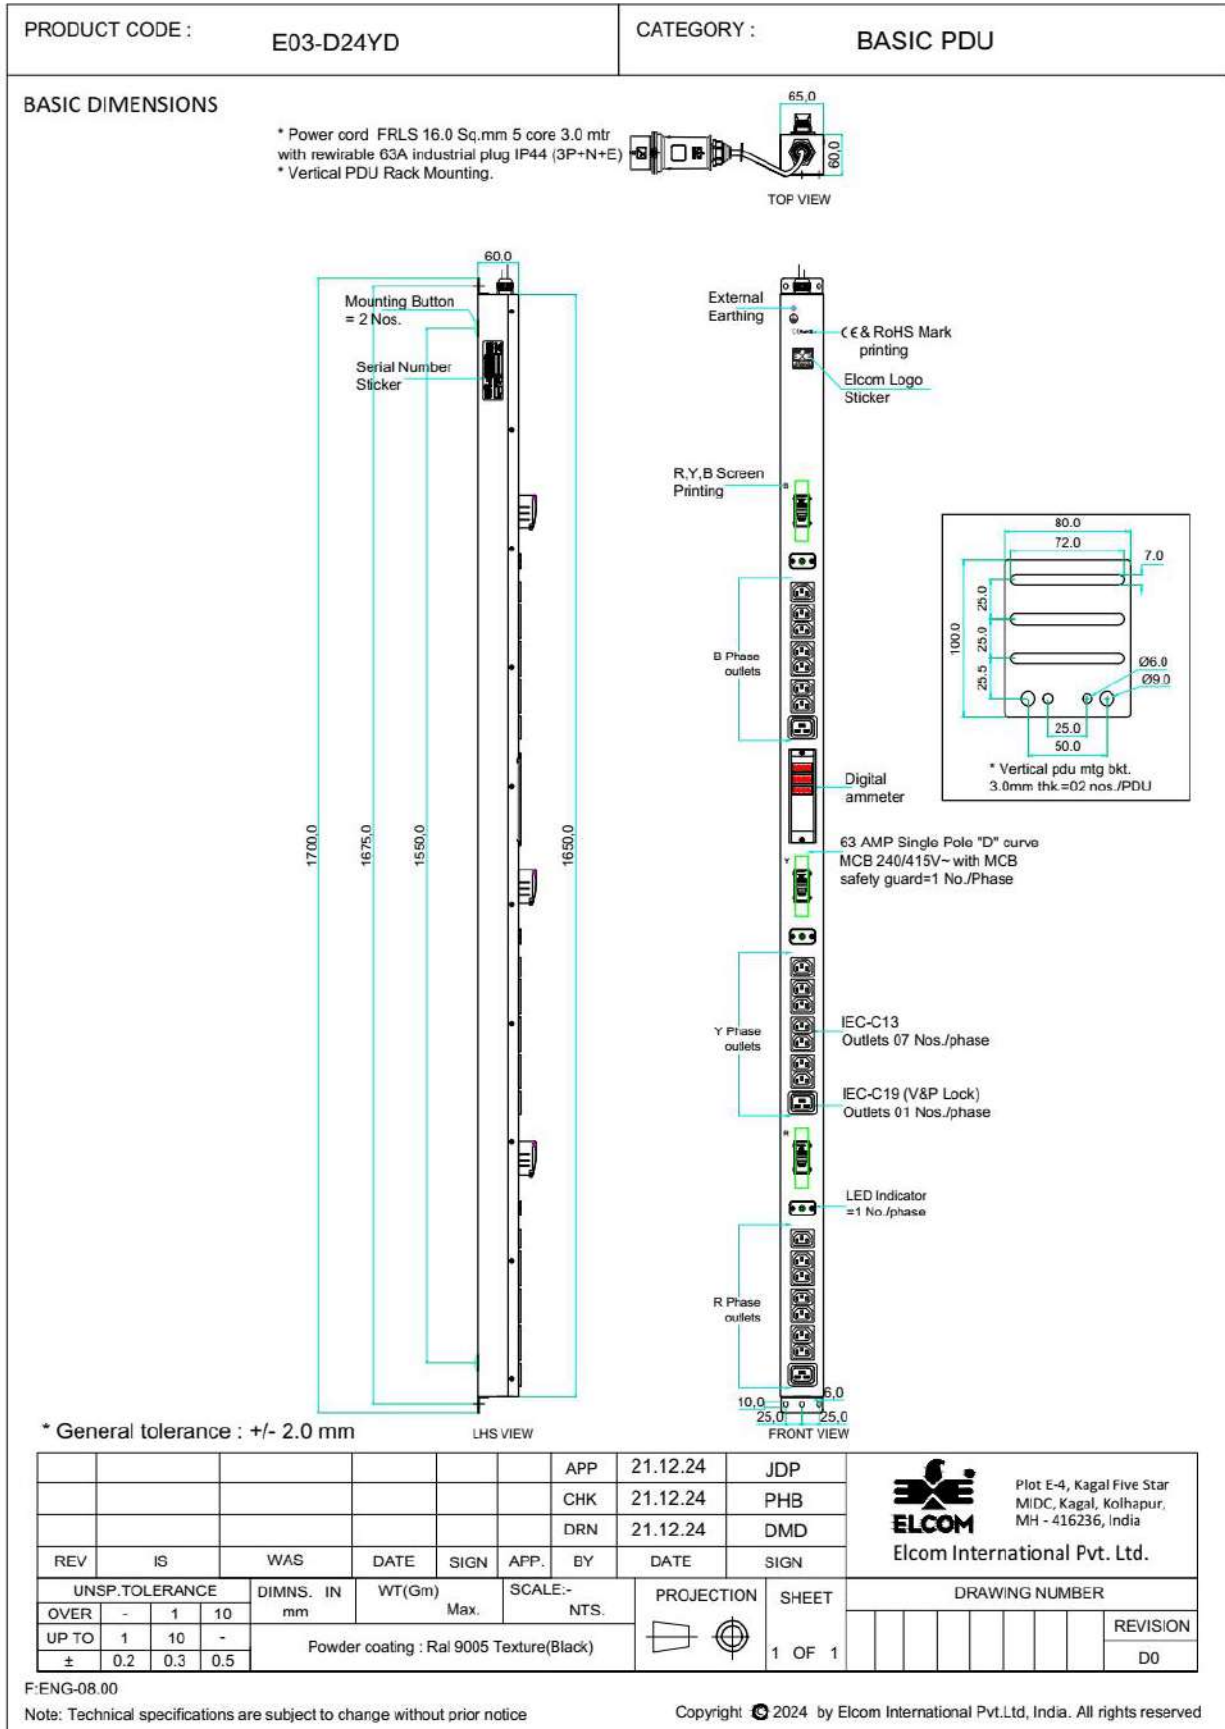 PRODUCT CODE :
E03-D24YD
CATEGORY :
BASIC PDU
BASIC DIMENSIONS
* Power cord FRLS 16.0 Sq.mm 5 core 3.0 mtr
with rewirable 63A industrial plug IP44 (3P+N+E)
* Vertical PDU Rack Mounting.
65,0
60,0
TOP VIEW
60,0
Mounting Button
= 2 Nos.
Serial Number
Sticker
1700,0
1675,0
1550,0
1650,0
LHS VIEW
External
Earthing
CE & RoHS Mark
printing
Elcom Logo
Sticker
R,Y,B Screen
Printing
B
B Phase
outlets
Digital
ammeter
63 AMP Single Pole "D" curve
MCB 240/415V~ with MCB
safety guard=1 No./Phase
Y
Y Phase
outlets
IEC-C13
Outlets 07 Nos./phase
IEC-C19 (V&P Lock)
Outlets 01 Nos./phase
R
LED Indicator
=1 No./phase
R Phase
outlets
10,0
6,0
25,0
25,0
FRONT VIEW
80.0
72.0
7.0
100.0
25.0
25.0
25.5
Ø6.0
Ø9.0
25.0
50.0
* Vertical pdu mtg bkt.
3.0mm thk.=02 nos./PDU
* General tolerance : +/- 2.0 mm
APP 21.12.24 JDP
CHK 21.12.24 PHB
DRN 21.12.24 DMD
REV IS WAS DATE SIGN APP. BY DATE SIGN
ELCOM
Plot E-4, Kagal Five Star
MIDC, Kagal, Kolhapur,
MH - 416236, India
Elcom International Pvt. Ltd.
UNSP.TOLERANCE
OVER - 1 10
UP TO 1 10 -
± 0.2 0.3 0.5
DIMNS. IN
mm
WT(Gm)
Max.
SCALE:-
NTS.
Powder coating : Ral 9005 Texture(Black)
PROJECTION
SHEET
1 OF 1
DRAWING NUMBER
REVISION
D0
F:ENG-08.00
Note: Technical specifications are subject to change without prior notice
Copyright © 2024 by Elcom International Pvt.Ltd, India. All rights reserved